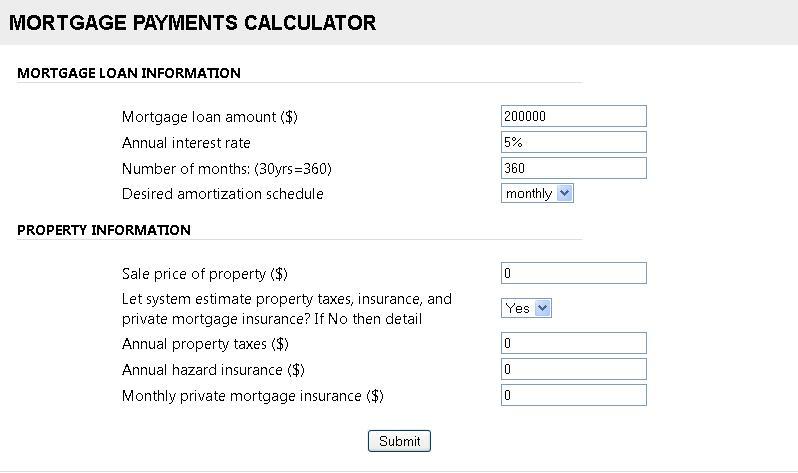 MORTGAGE PAYMENTS CALCULATOR
MORTGAGE LOAN INFORMATION
Mortgage loan amount ($) 200000
Annual interest rate 5%
Number of months: (30yrs=360) 360
Desired amortization schedule monthly
PROPERTY INFORMATION
Sale price of property ($) 0
Let system estimate property taxes, insurance, and
private mortgage insurance? If No then detail Yes
Annual property taxes ($) 0
Annual hazard insurance ($) 0
Monthly private mortgage insurance ($) 0
Submit